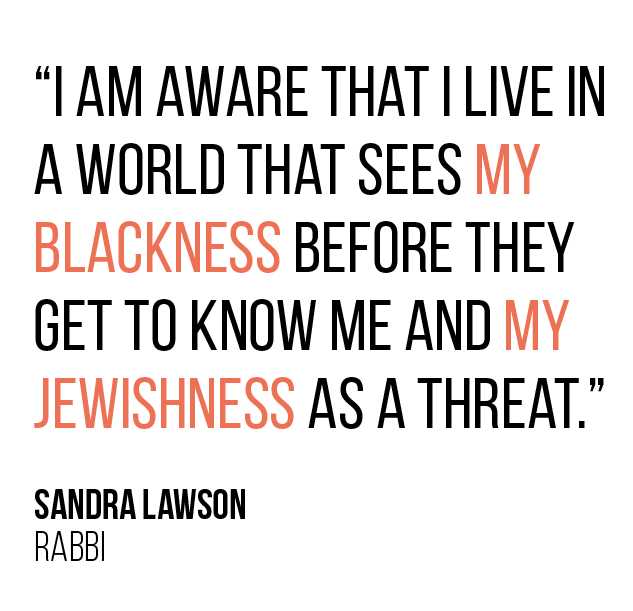 “I AM AWARE THAT I LIVE IN
A WORLD THAT SEES MY
BLACKNESS BEFORE THEY
GET TO KNOW ME AND MY
JEWISHNESS AS A THREAT.”
SANDRA LAWSON
RABBI